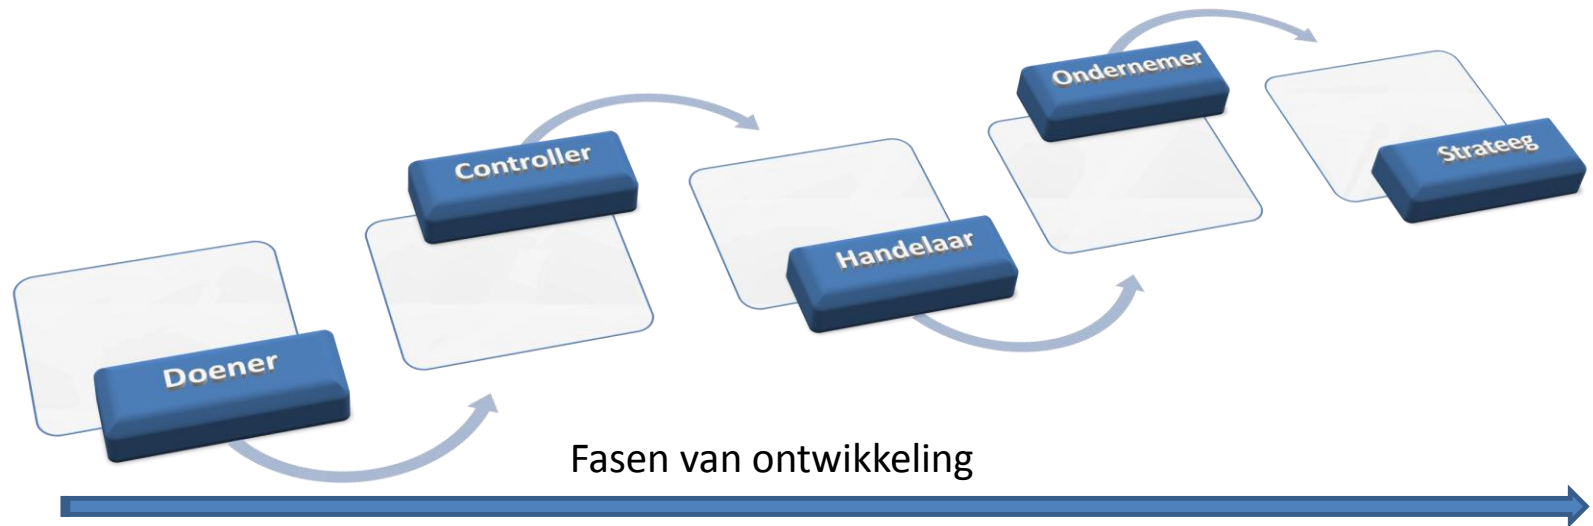 Doener
Controller
Handelaar
Ondernemer
Strateeg
Fasen van ontwikkeling